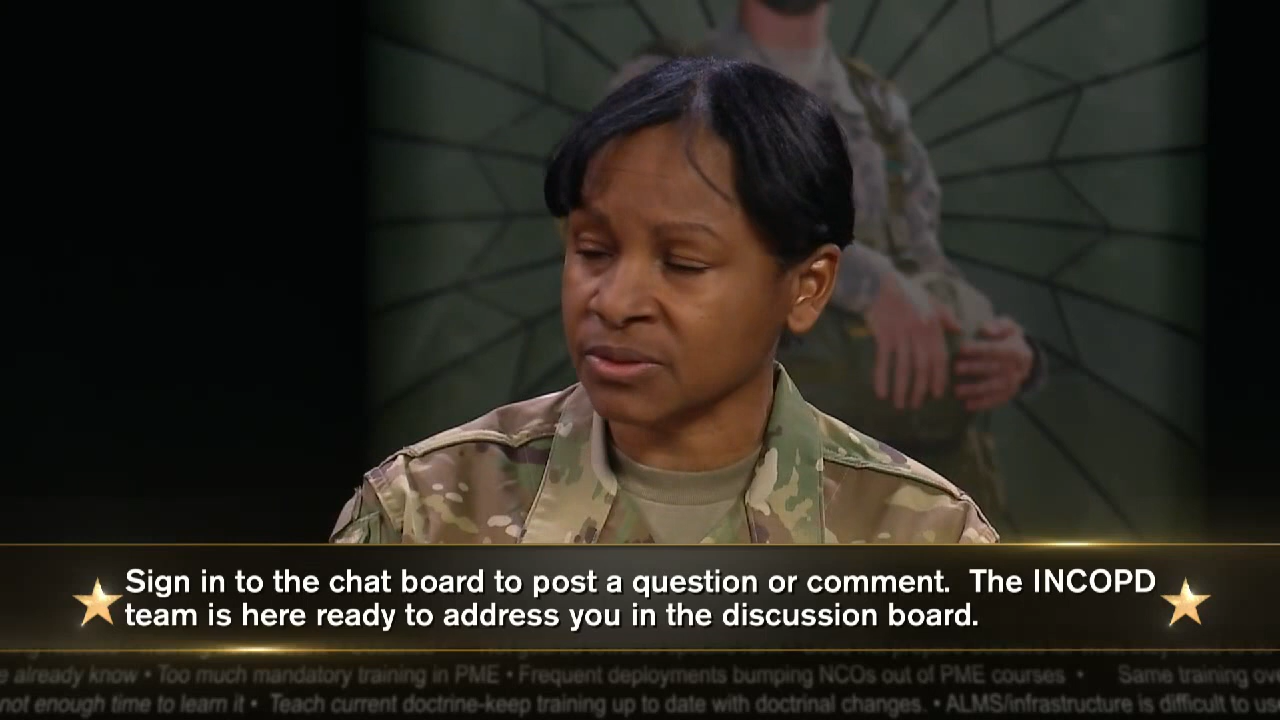 Sign in to the chat board to post a question or comment.  The INCOPD
team is here ready to address you in the discussion board.
already know • Too much mandatory training in PME • Frequent deployments bumping NCOs out of PME courses • Same training
not enough time to learn it • Teach current doctrine-keep training up to date with doctrinal changes. • ALMS/infrastructure is difficult to